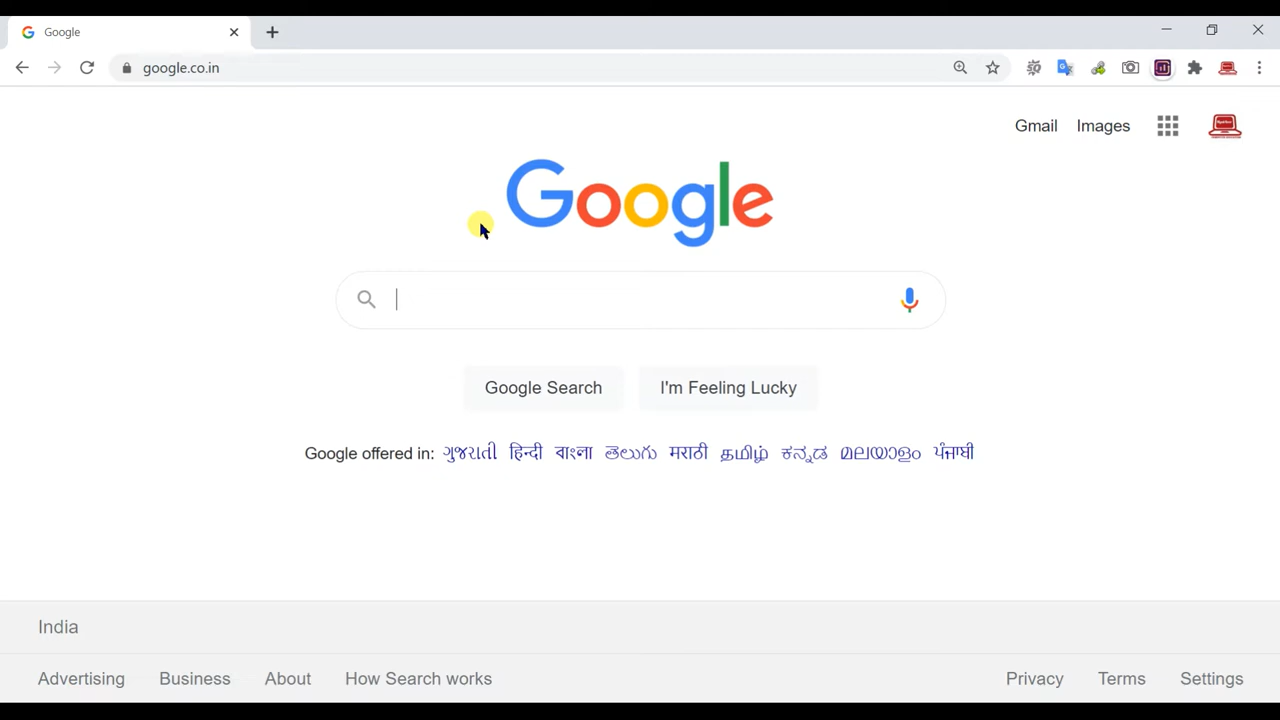 Google
google.co.in
Gmail Images
Google
Google Search I'm Feeling Lucky
Google offered in: ગુજરાતી हिन्दी বাংলা తెలుగు मराठी தமிழ் ಕನ್ನಡ മലയാളം ਪੰਜਾਬੀ
India
Advertising Business About How Search works Privacy Terms Settings